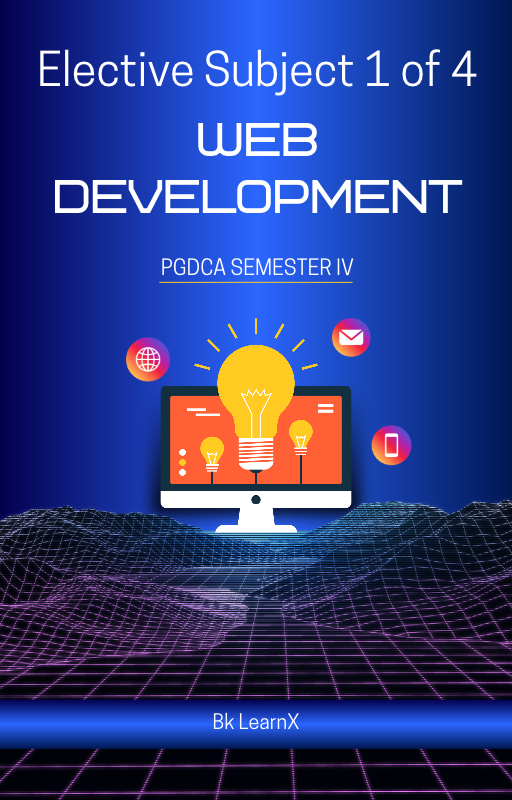 Elective Subject 1 of 4
WEB
DEVELOPMENT
PGDCA SEMESTER IV
Bk LearnX